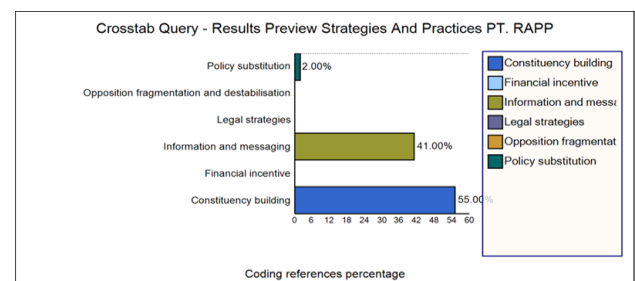 Crosstab Query - Results Preview Strategies And Practices PT. RAPP
Policy substitution
2.00%
Opposition fragmentation and destabilisation
Legal strategies
Information and messaging
41.00%
Financial incentive
Constituency building
55.00%
0 6 12 18 24 30 36 42 48 54 60
Coding references percentage
Constituency building
Financial incentive
Information and messa
Legal strategies
Opposition fragmentat
Policy substitution